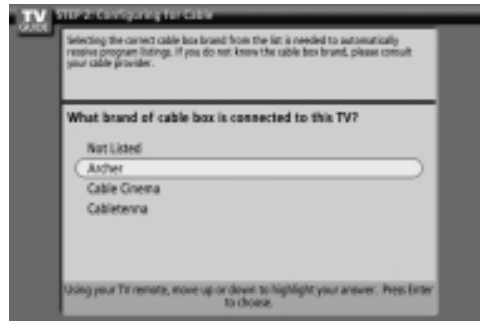 TV
GUIDE
STEP 2: Configuring for Cable
Selecting the correct cable box brand from the list is needed to automatically
receive program listings. If you do not know the cable box brand, please consult
your cable provider.
What brand of cable box is connected to this TV?
Not Listed
Archer
Cable Cinema
Cabletenna
Using your TV remote, move up or down to highlight your answer. Press Enter
to choose.